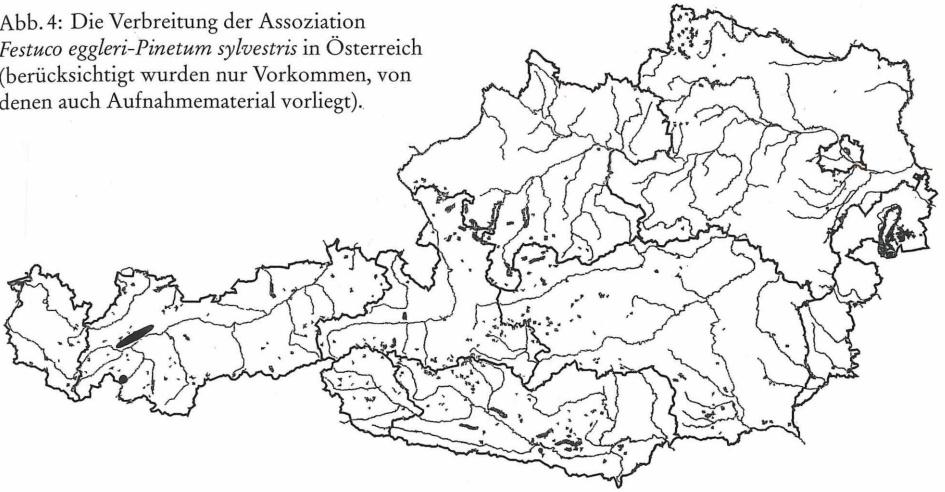 Abb. 4: Die Verbreitung der Assoziation
Festuco eggleri-Pinetum sylvestris in Österreich
(berücksichtigt wurden nur Vorkommen, von
denen auch Aufnahmematerial vorliegt).